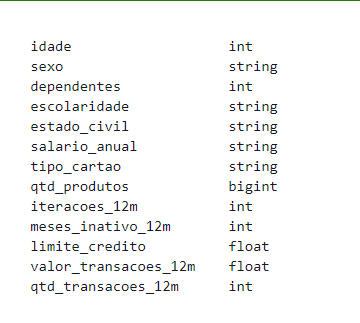 idade int
sexo string
dependentes int
escolaridade string
estado_civil string
salario_anual string
tipo_cartao string
qtd_produtos bigint
iteracoes_12m int
meses_inativo_12m int
limite_credito float
valor_transacoes_12m float
qtd_transacoes_12m int